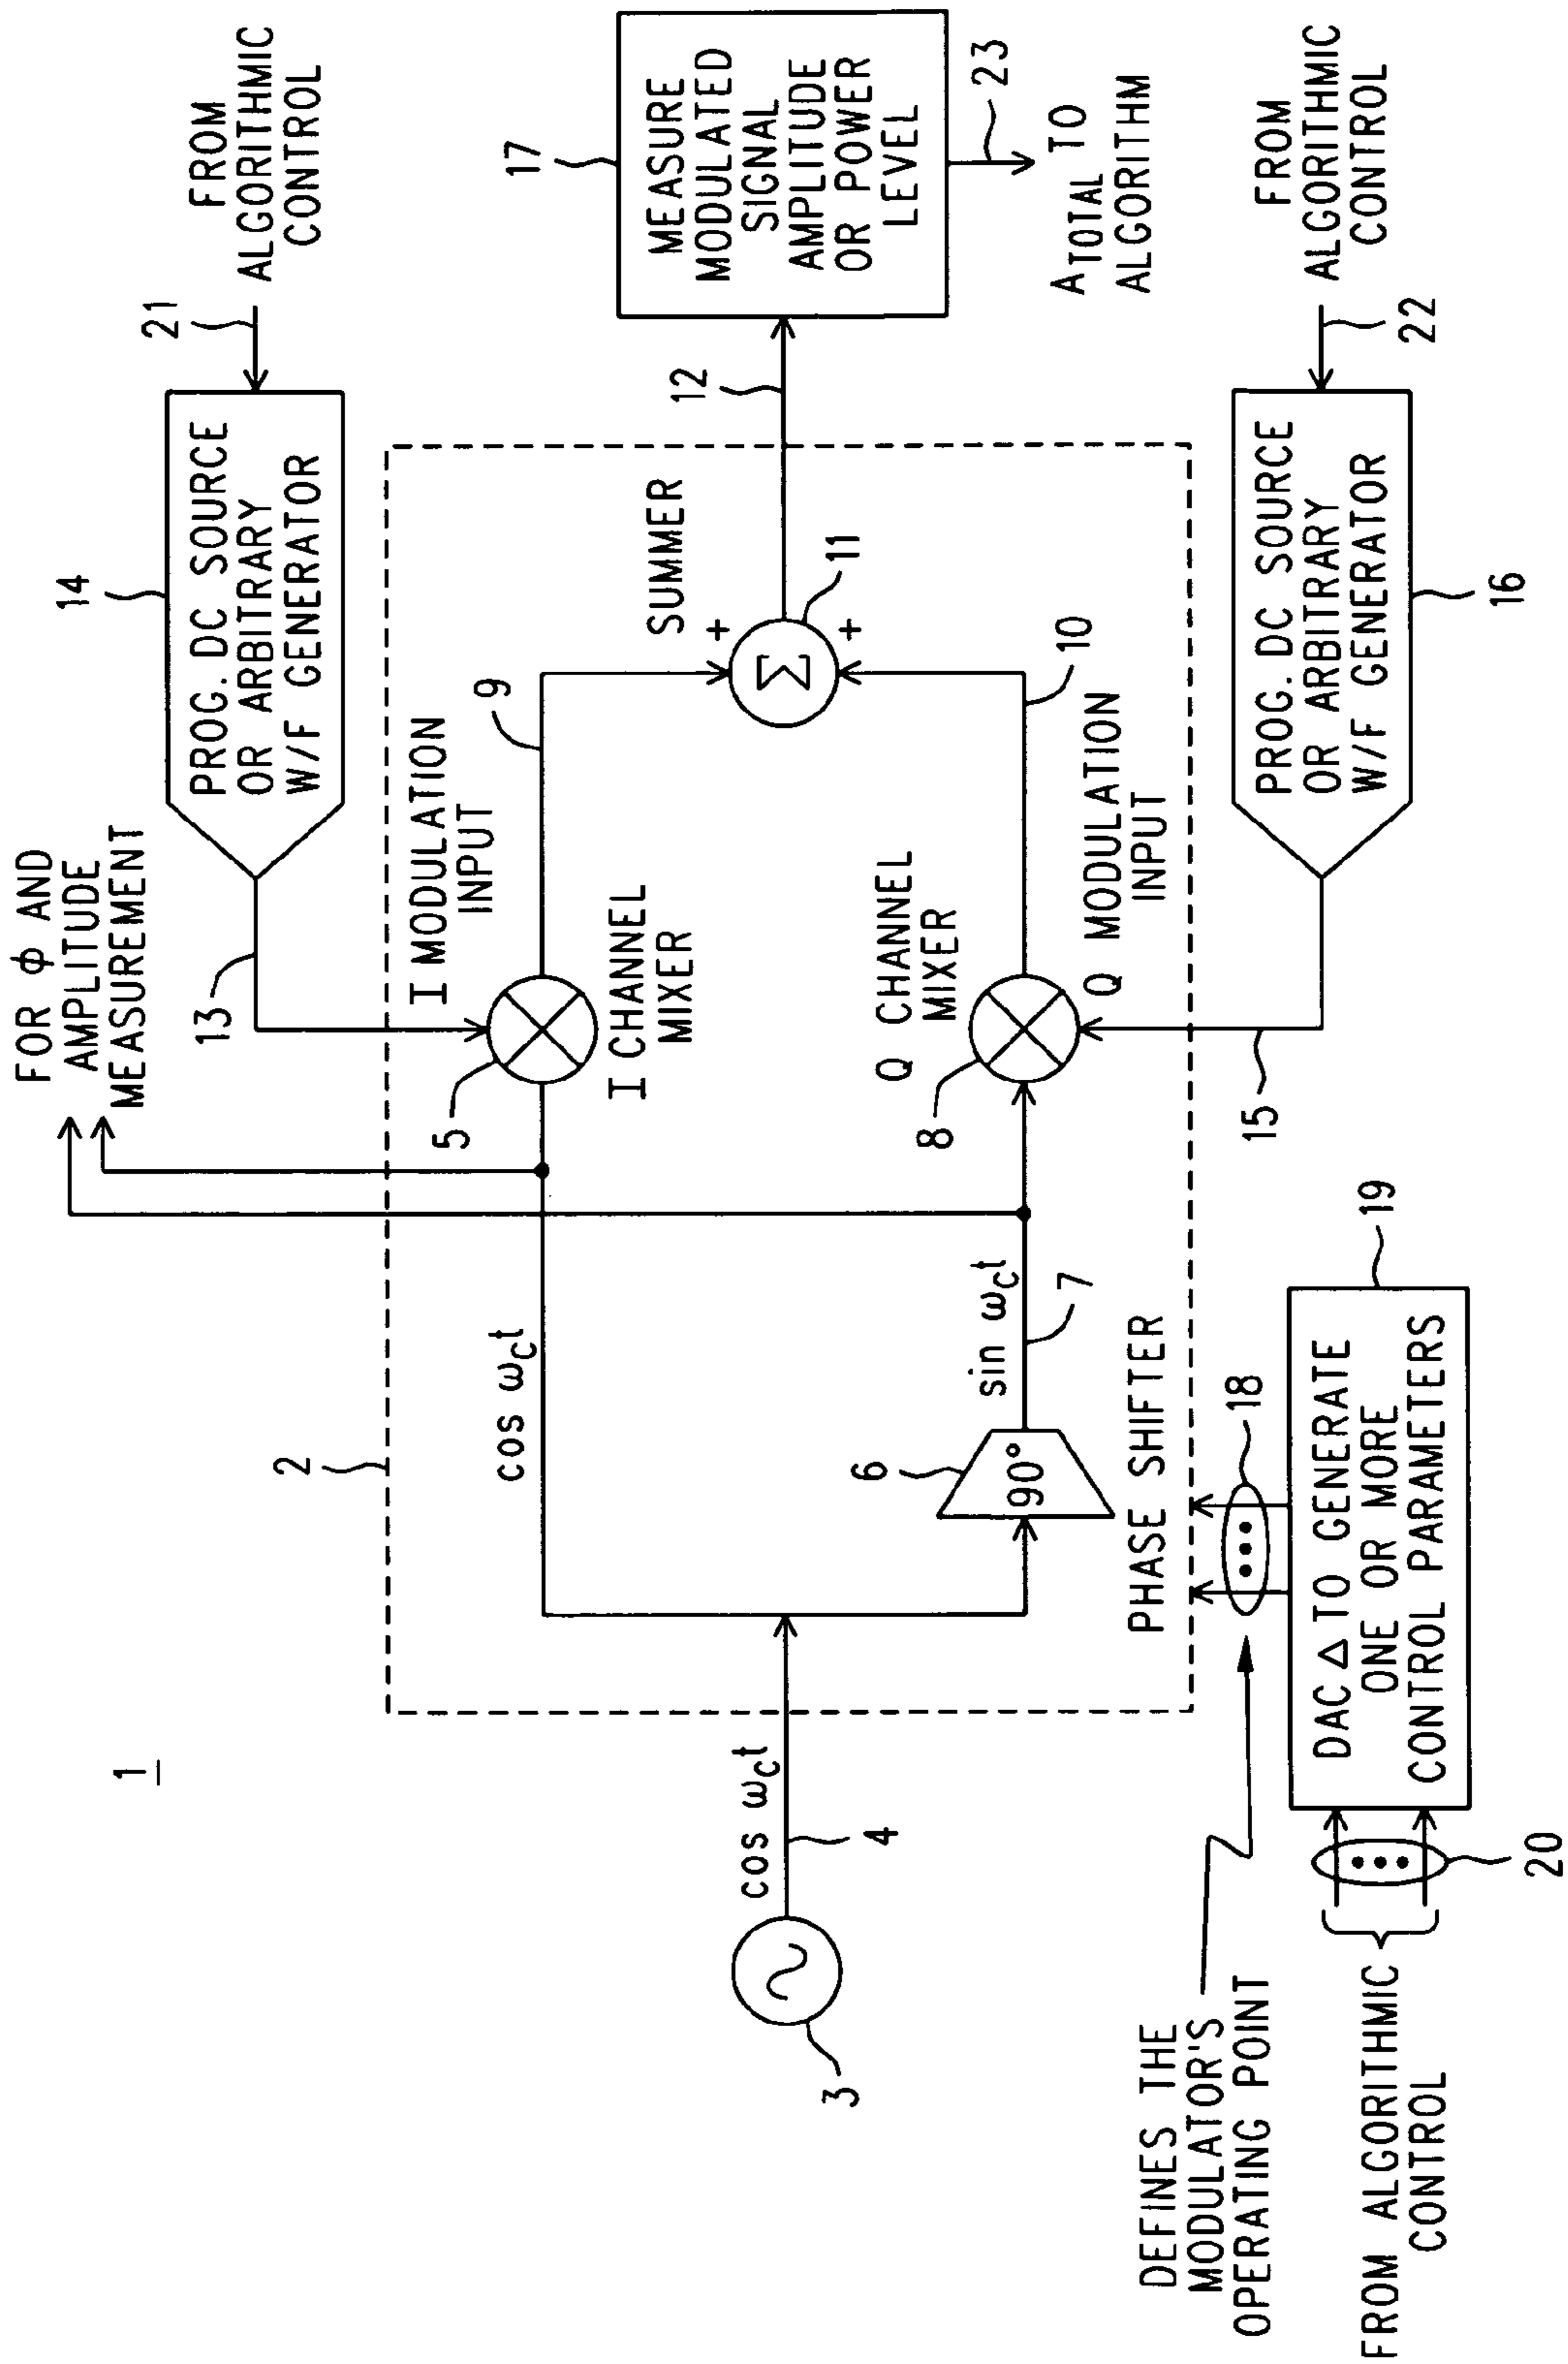 1
FOR ϕ AND
AMPLITUDE
MEASUREMENT
FROM
ALGORITHMIC
CONTROL
21
14
PROG. DC SOURCE
OR ARBITRARY
W/F GENERATOR
13
I MODULATION
INPUT
2
5
I CHANNEL
MIXER
9
cos ωct
SUMMER
+
Σ
+
11
12
17
MEASURE
MODULATED
SIGNAL
AMPLITUDE
OR POWER
LEVEL
23
ATOTAL TO
ALGORITHM
3
cos ωct
4
6
90°
PHASE SHIFTER
sin ωct
7
Q CHANNEL
MIXER
8
10
Q MODULATION
INPUT
15
PROG. DC SOURCE
OR ARBITRARY
W/F GENERATOR
16
FROM
ALGORITHMIC
CONTROL
22
DEFINES THE
MODULATOR'S
OPERATING POINT
18
19
DAC Δ TO GENERATE
ONE OR MORE
CONTROL PARAMETERS
20
FROM ALGORITHMIC
CONTROL